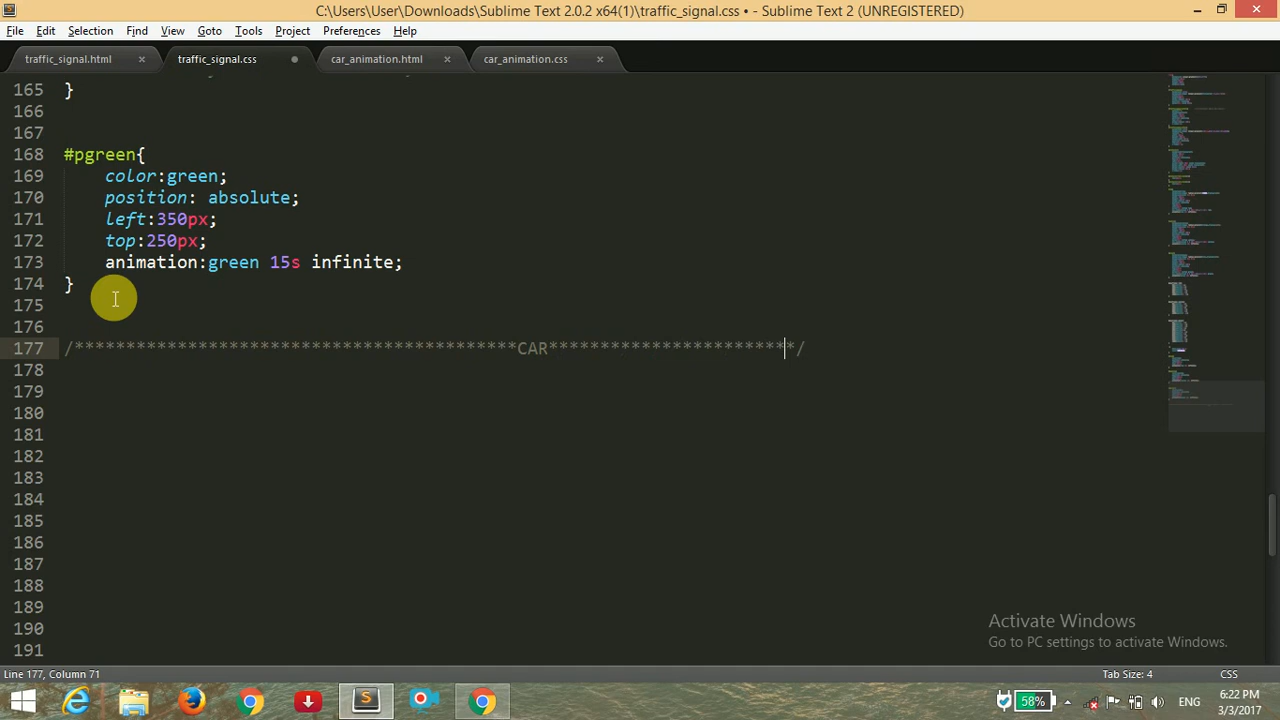 C:\Users\User\Downloads\Sublime Text 2.0.2 x64(1)\traffic_signal.css • - Sublime Text 2 (UNREGISTERED)
File Edit Selection Find View Goto Tools Project Preferences Help
traffic_signal.html traffic_signal.css car_animation.html car_animation.css
165 }
166
167
168 #pgreen{
169 color:green;
170 position: absolute;
171 left:350px;
172 top:250px;
173 animation:green 15s infinite;
174 }
175
176
177 /*******************************************CAR************************/
178
179
180
181
182
183
184
185
186
187
188
189
190
191
Activate Windows
Go to PC settings to activate Windows.
Line 177, Column 71 Tab Size: 4 CSS
58% ENG 6:22 PM
3/3/2017